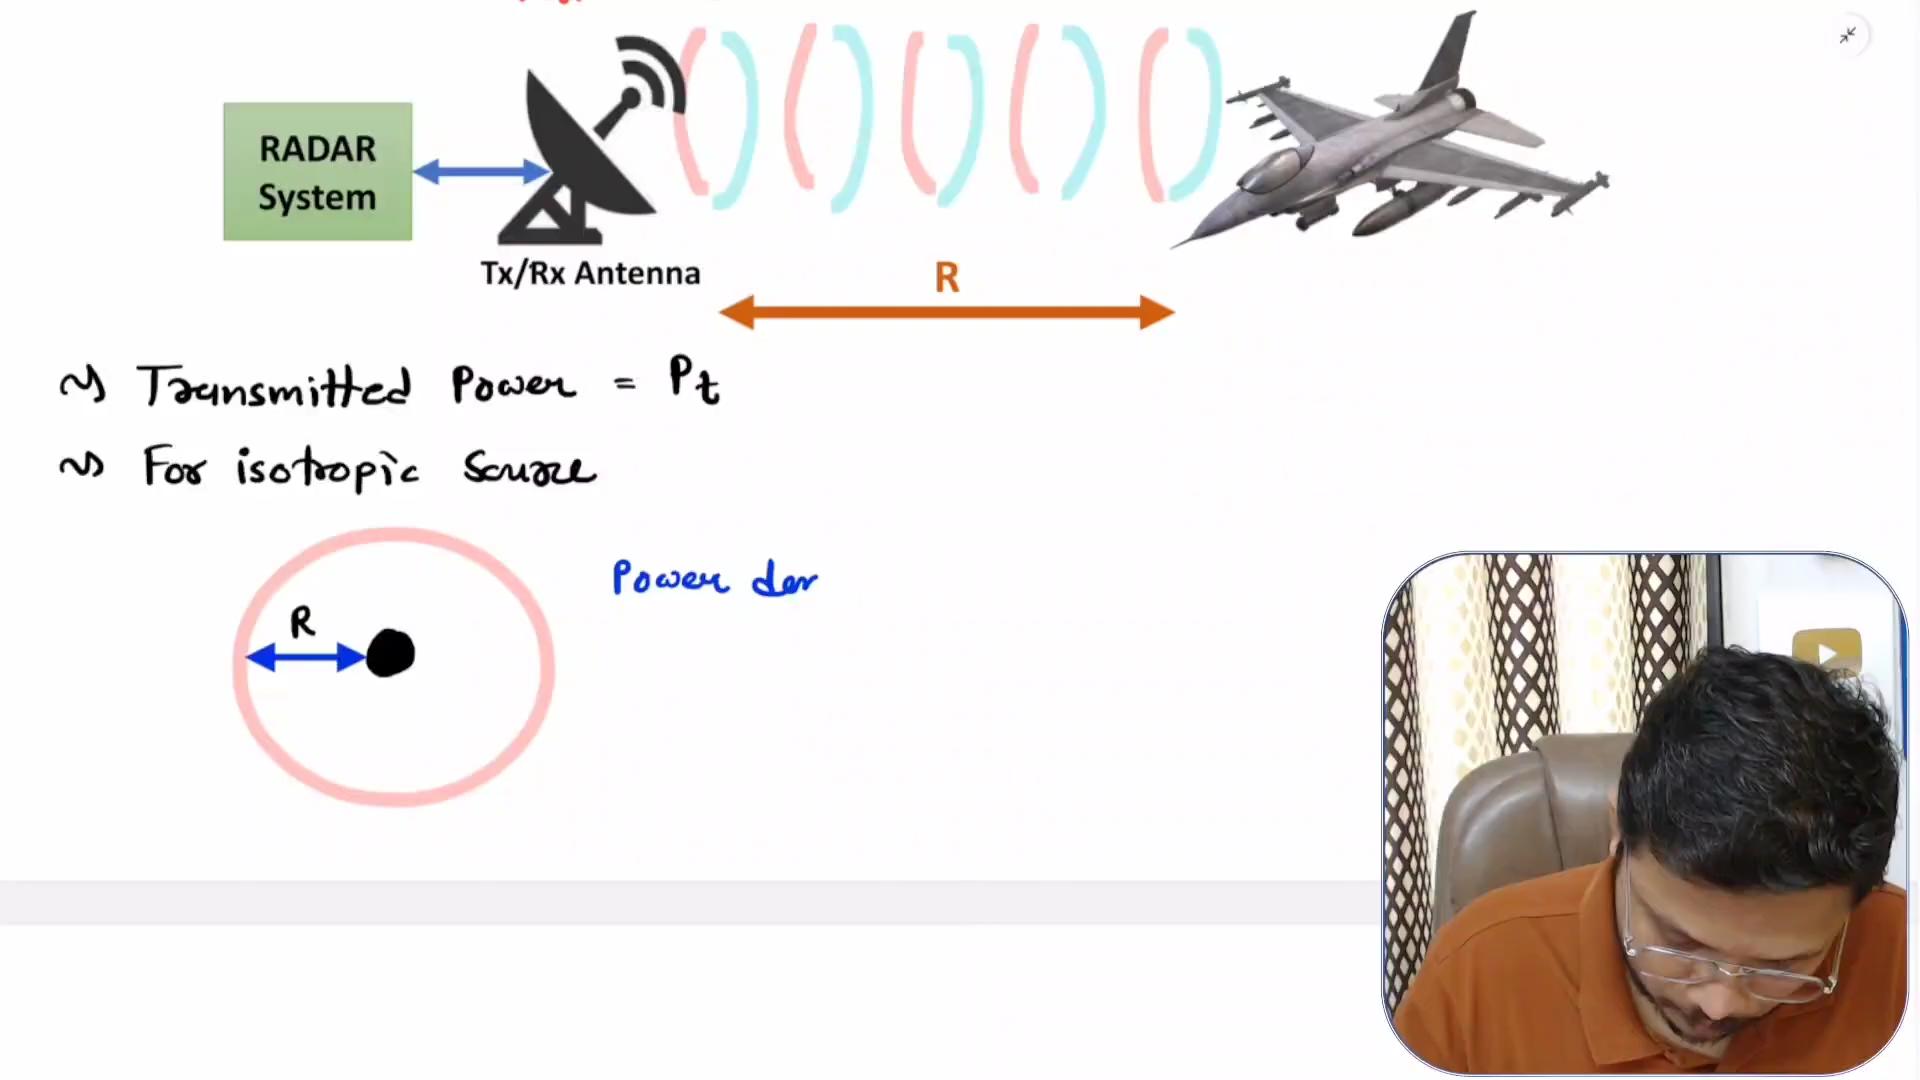 RADAR
System
Tx/Rx Antenna
R
Transmitted Power = Pt
For isotropic Source
R
Power den